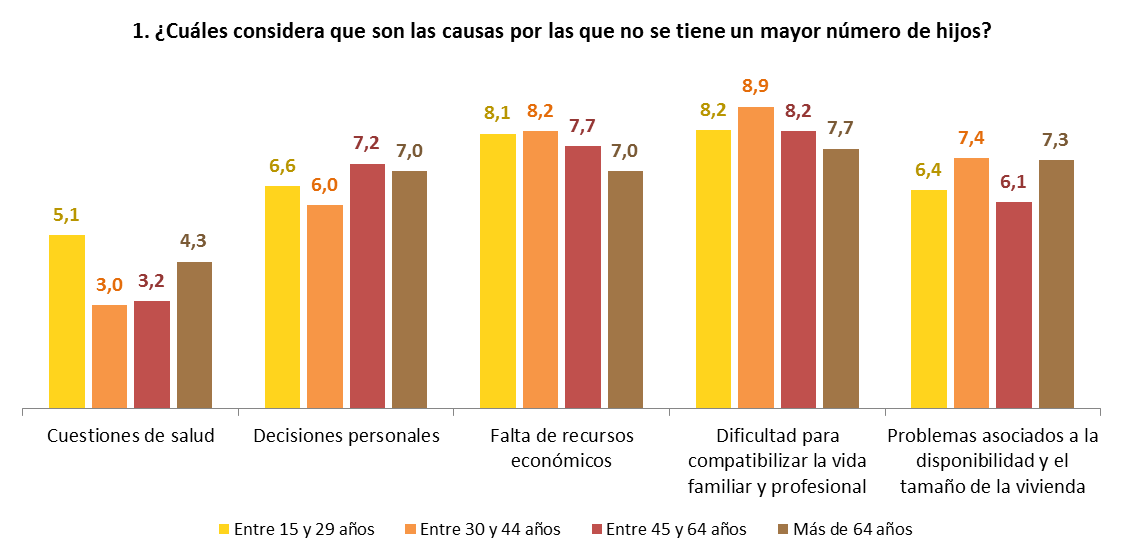 1. ¿Cuáles considera que son las causas por las que no se tiene un mayor número de hijos?
5,1
3,0
3,2
4,3
6,6
6,0
7,2
7,0
8,1
8,2
7,7
7,0
8,2
8,9
8,2
7,7
6,4
7,4
6,1
7,3
Cuestiones de salud
Decisiones personales
Falta de recursos
económicos
Dificultad para
compatibilizar la vida
familiar y profesional
Problemas asociados a la
disponibilidad y el
tamaño de la vivienda
Entre 15 y 29 años
Entre 30 y 44 años
Entre 45 y 64 años
Más de 64 años